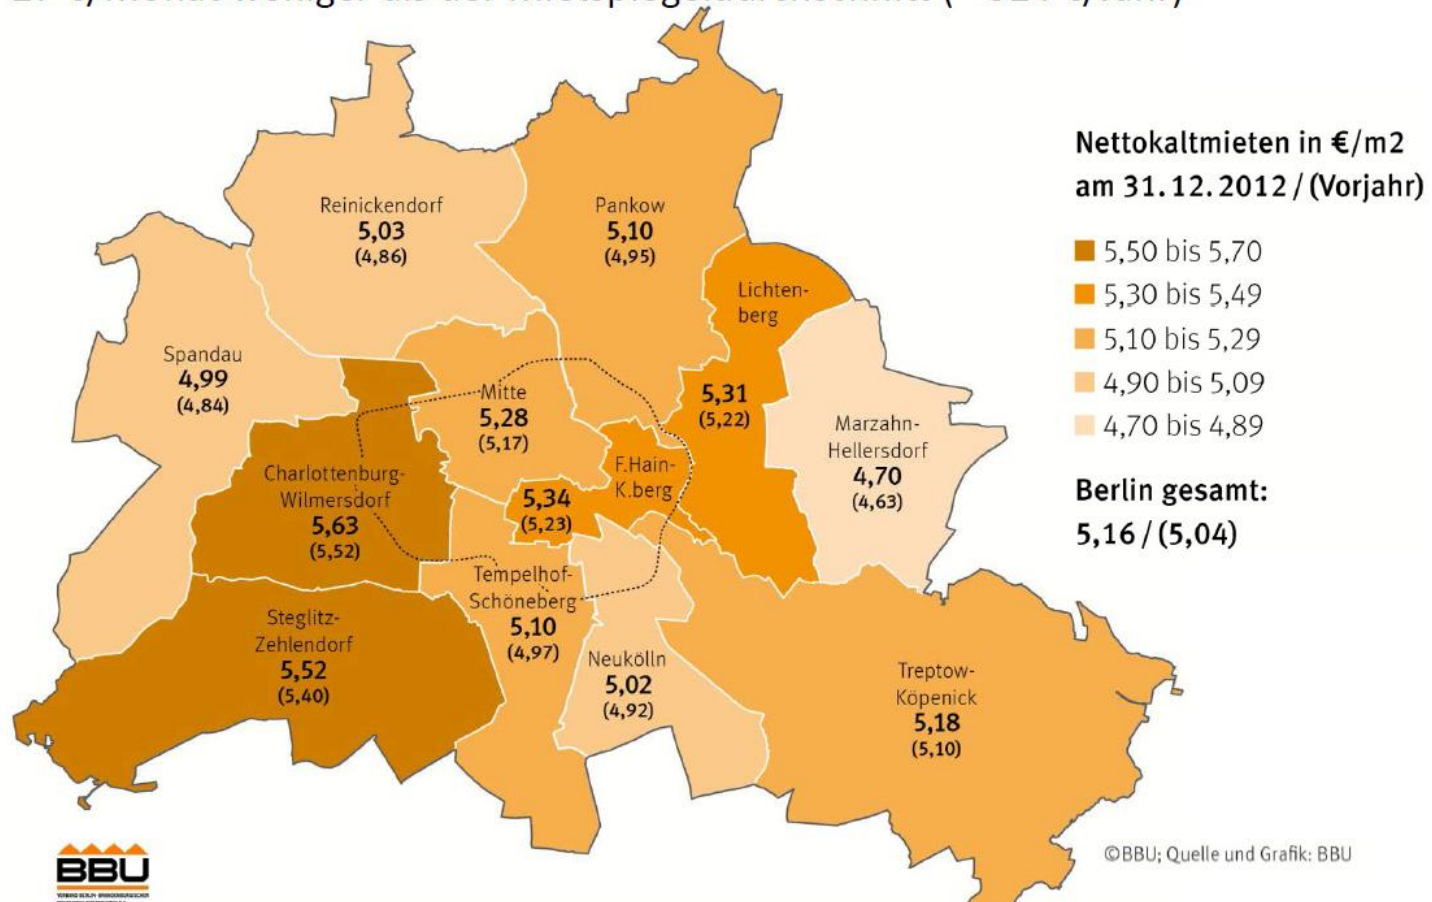 Nettokaltmieten in €/m2
am 31.12.2012 / (Vorjahr)
5,50 bis 5,70
5,30 bis 5,49
5,10 bis 5,29
4,90 bis 5,09
4,70 bis 4,89
Berlin gesamt:
5,16 / (5,04)
Reinickendorf
5,03
(4,86)
Pankow
5,10
(4,95)
Lichten-
berg
5,31
(5,22)
Spandau
4,99
(4,84)
Mitte
5,28
(5,17)
Marzahn-
Hellersdorf
4,70
(4,63)
Charlottenburg-
Wilmersdorf
5,63
(5,52)
F.Hain-
K.berg
5,34
(5,23)
Tempelhof-
Schöneberg
5,10
(4,97)
Steglitz-
Zehlendorf
5,52
(5,40)
Neukölln
5,02
(4,92)
Treptow-
Köpenick
5,18
(5,10)
©BBU; Quelle und Grafik: BBU
BBU